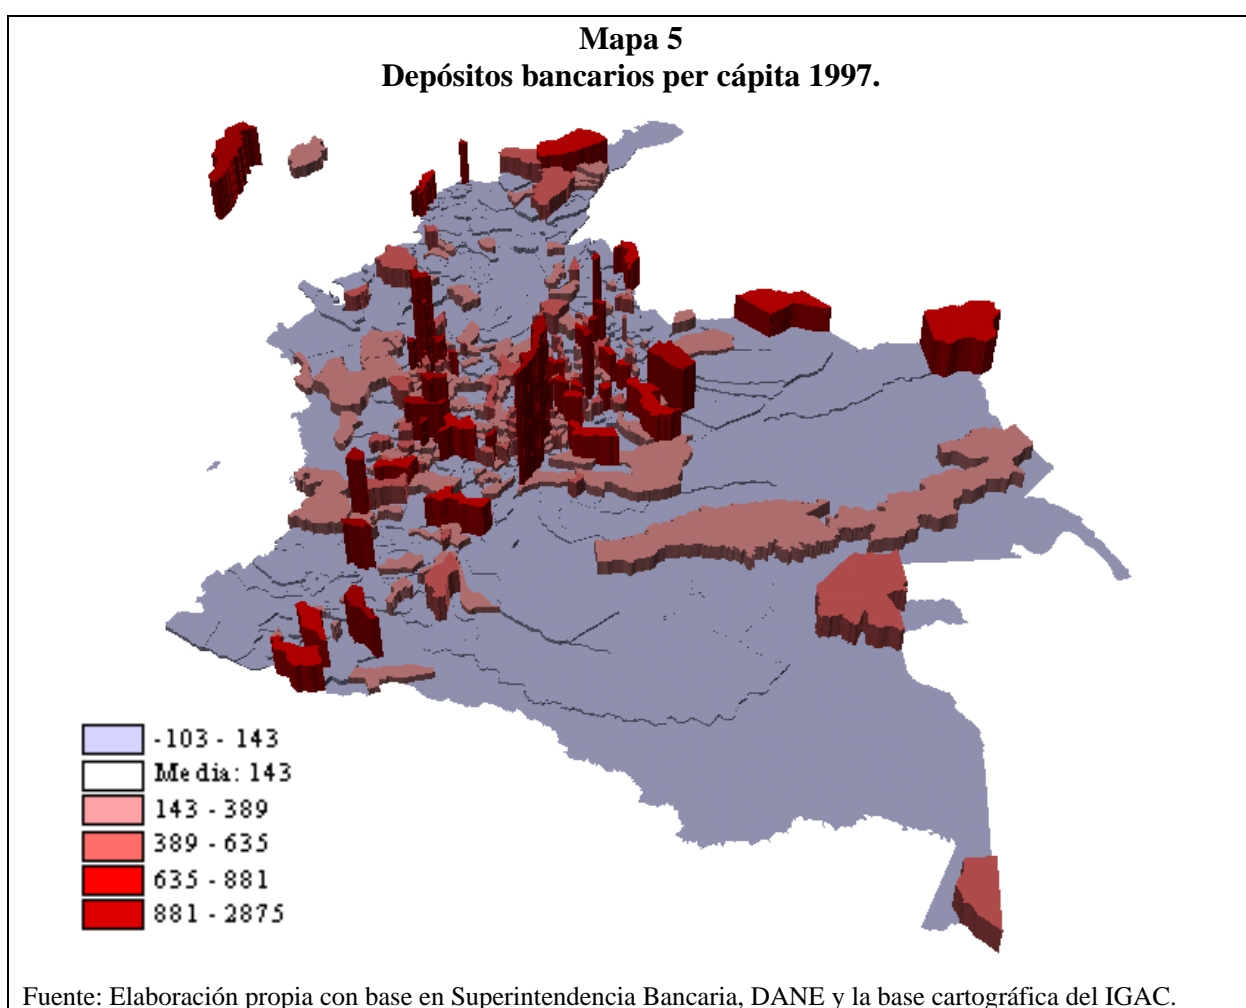 Mapa 5
Depósitos bancarios per cápita 1997.
-103 - 143
Media: 143
143 - 389
389 - 635
635 - 881
881 - 2875
Fuente: Elaboración propia con base en Superintendencia Bancaria, DANE y la base cartográfica del IGAC.